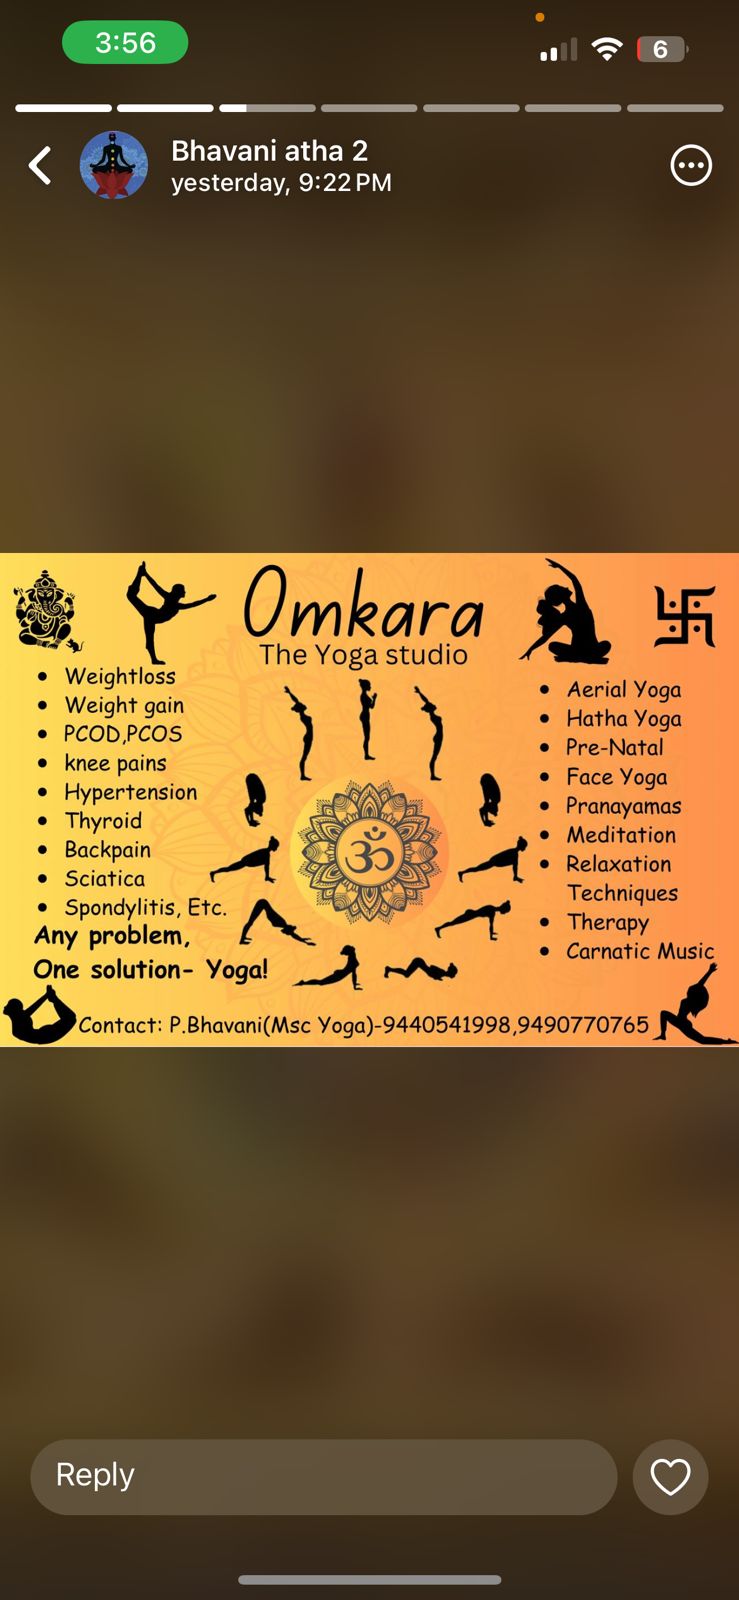 3:56
6
Bhavani atha 2
yesterday, 9:22 PM
Omkara
The Yoga studio
• Weightloss
• Weight gain
• PCOD,PCOS
• knee pains
• Hypertension
• Thyroid
• Backpain
• Sciatica
• Spondylitis, Etc.
Any problem,
One solution- Yoga!
• Aerial Yoga
• Hatha Yoga
• Pre-Natal
• Face Yoga
• Pranayamas
• Meditation
• Relaxation
Techniques
• Therapy
• Carnatic Music
ॐ
Contact: P.Bhavani(Msc Yoga)-9440541998,9490770765
Reply